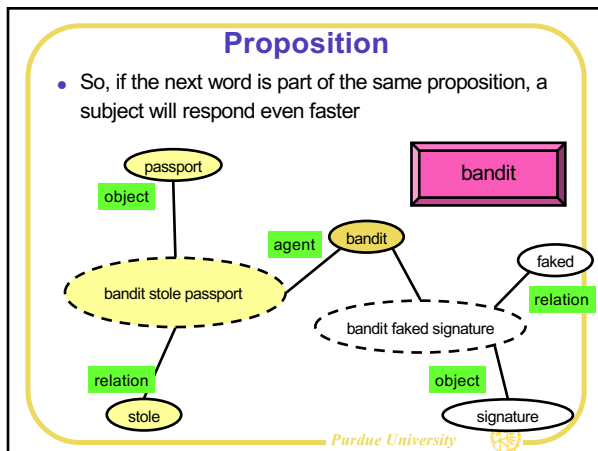 Proposition
So, if the next word is part of the same proposition, a
subject will respond even faster
passport
bandit
object
agent
bandit
faked
bandit stole passport
relation
bandit faked signature
relation
object
stole
signature
Purdue University